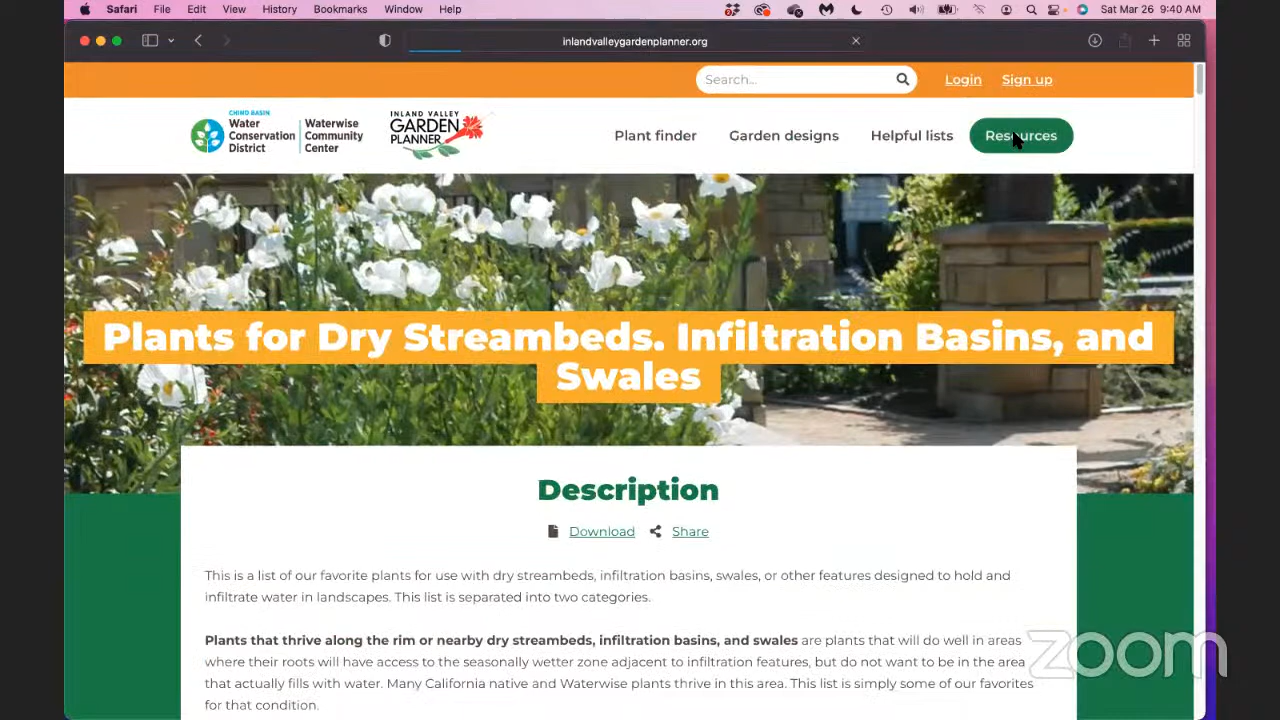 Safari File Edit View History Bookmarks Window Help Sat Mar 26 9:40 AM
inlandvalleygardenplanner.org
Search... Login Sign up
CHINO BASIN
Water
Conservation
District
Waterwise
Community
Center
INLAND VALLEY
GARDEN
PLANNER
Plant finder Garden designs Helpful lists Resources
Plants for Dry Streambeds. Infiltration Basins, and
Swales
Description
Download Share
This is a list of our favorite plants for use with dry streambeds, infiltration basins, swales, or other features designed to hold and
infiltrate water in landscapes. This list is separated into two categories.
Plants that thrive along the rim or nearby dry streambeds, infiltration basins, and swales are plants that will do well in areas
where their roots will have access to the seasonally wetter zone adjacent to infiltration features, but do not want to be in the area
that actually fills with water. Many California native and Waterwise plants thrive in this area. This list is simply some of our favorites
for that condition.
zoom